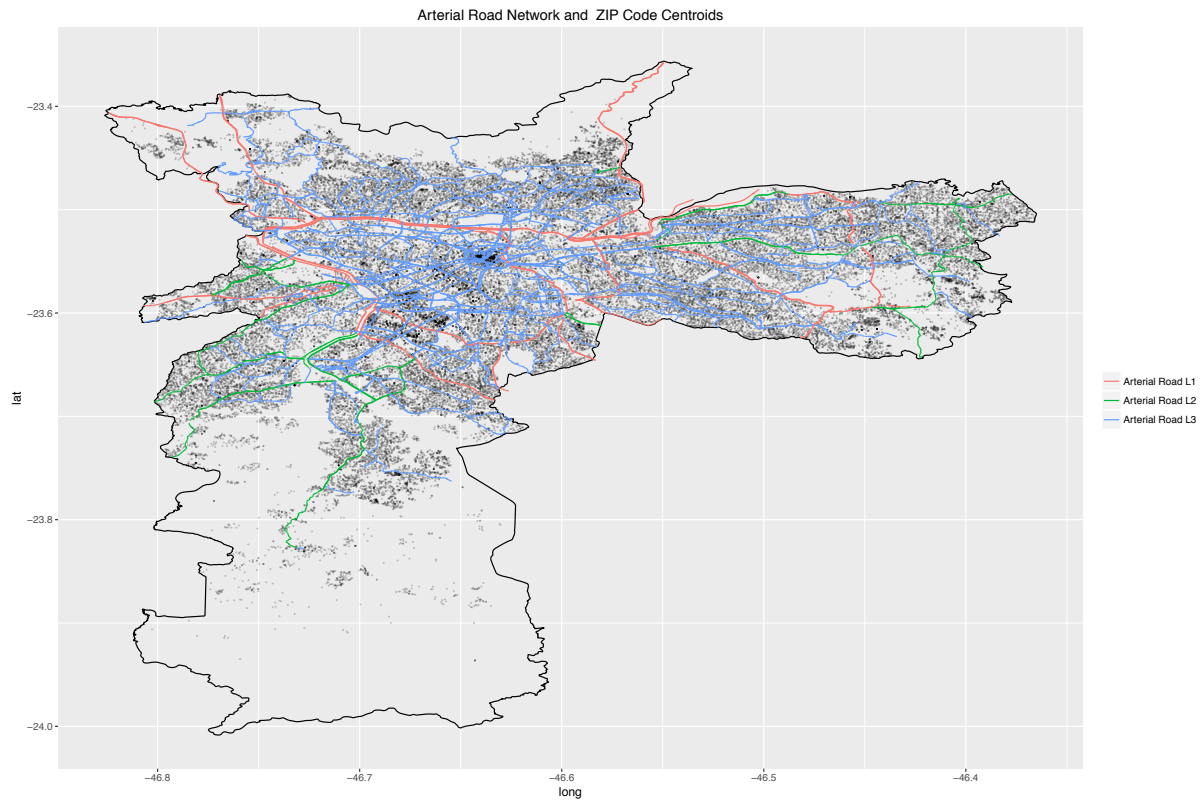 Arterial Road Network and  ZIP Code Centroids
−23.4
−23.6
−23.8
−24.0
lat
−46.8
−46.7
−46.6
−46.5
−46.4
long
Arterial Road L1
Arterial Road L2
Arterial Road L3